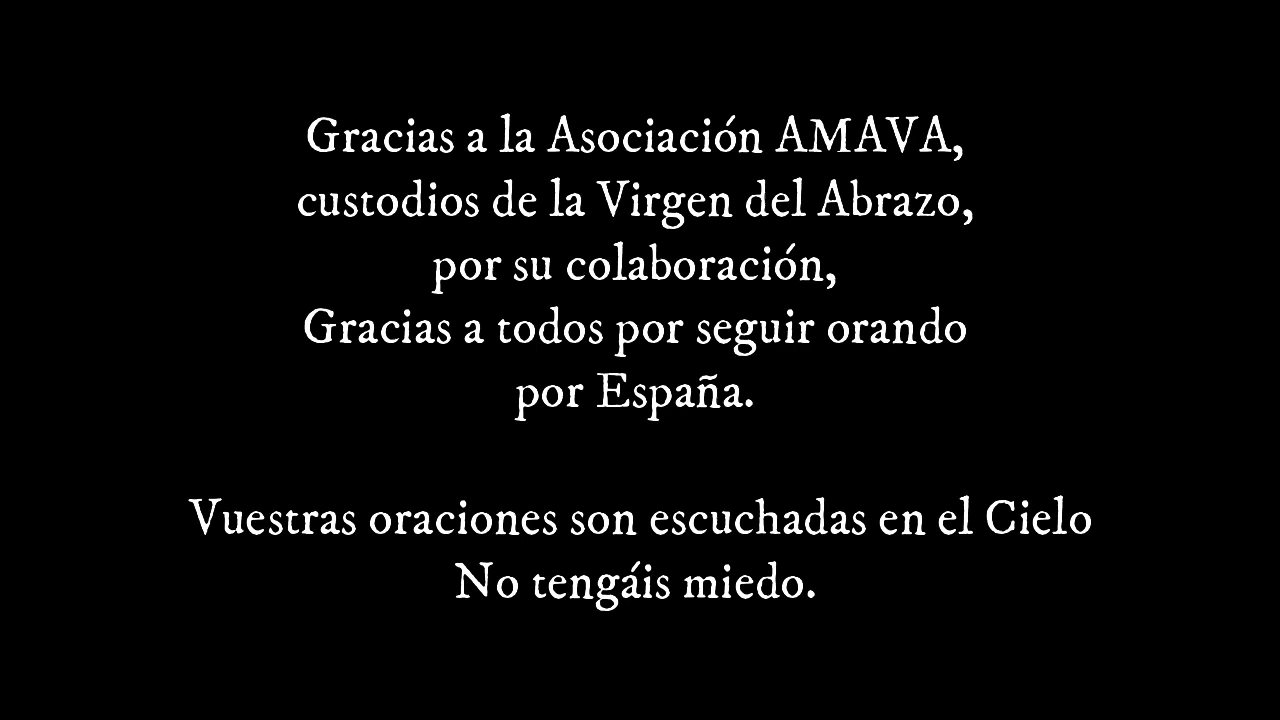 Gracias a la Asociación AMAVA,
custodios de la Virgen del Abrazo,
por su colaboración,
Gracias a todos por seguir orando
por España.
Vuestras oraciones son escuchadas en el Cielo
No tengáis miedo.